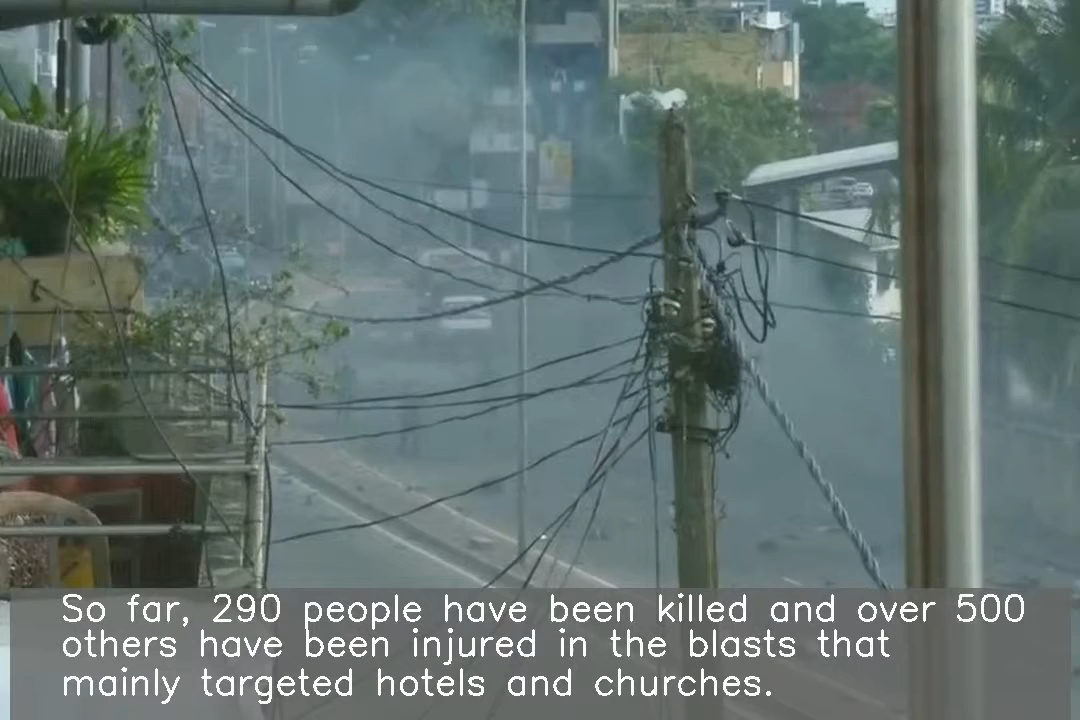 So far, 290 people have been killed and over 500
others have been injured in the blasts that
mainly targeted hotels and churches.